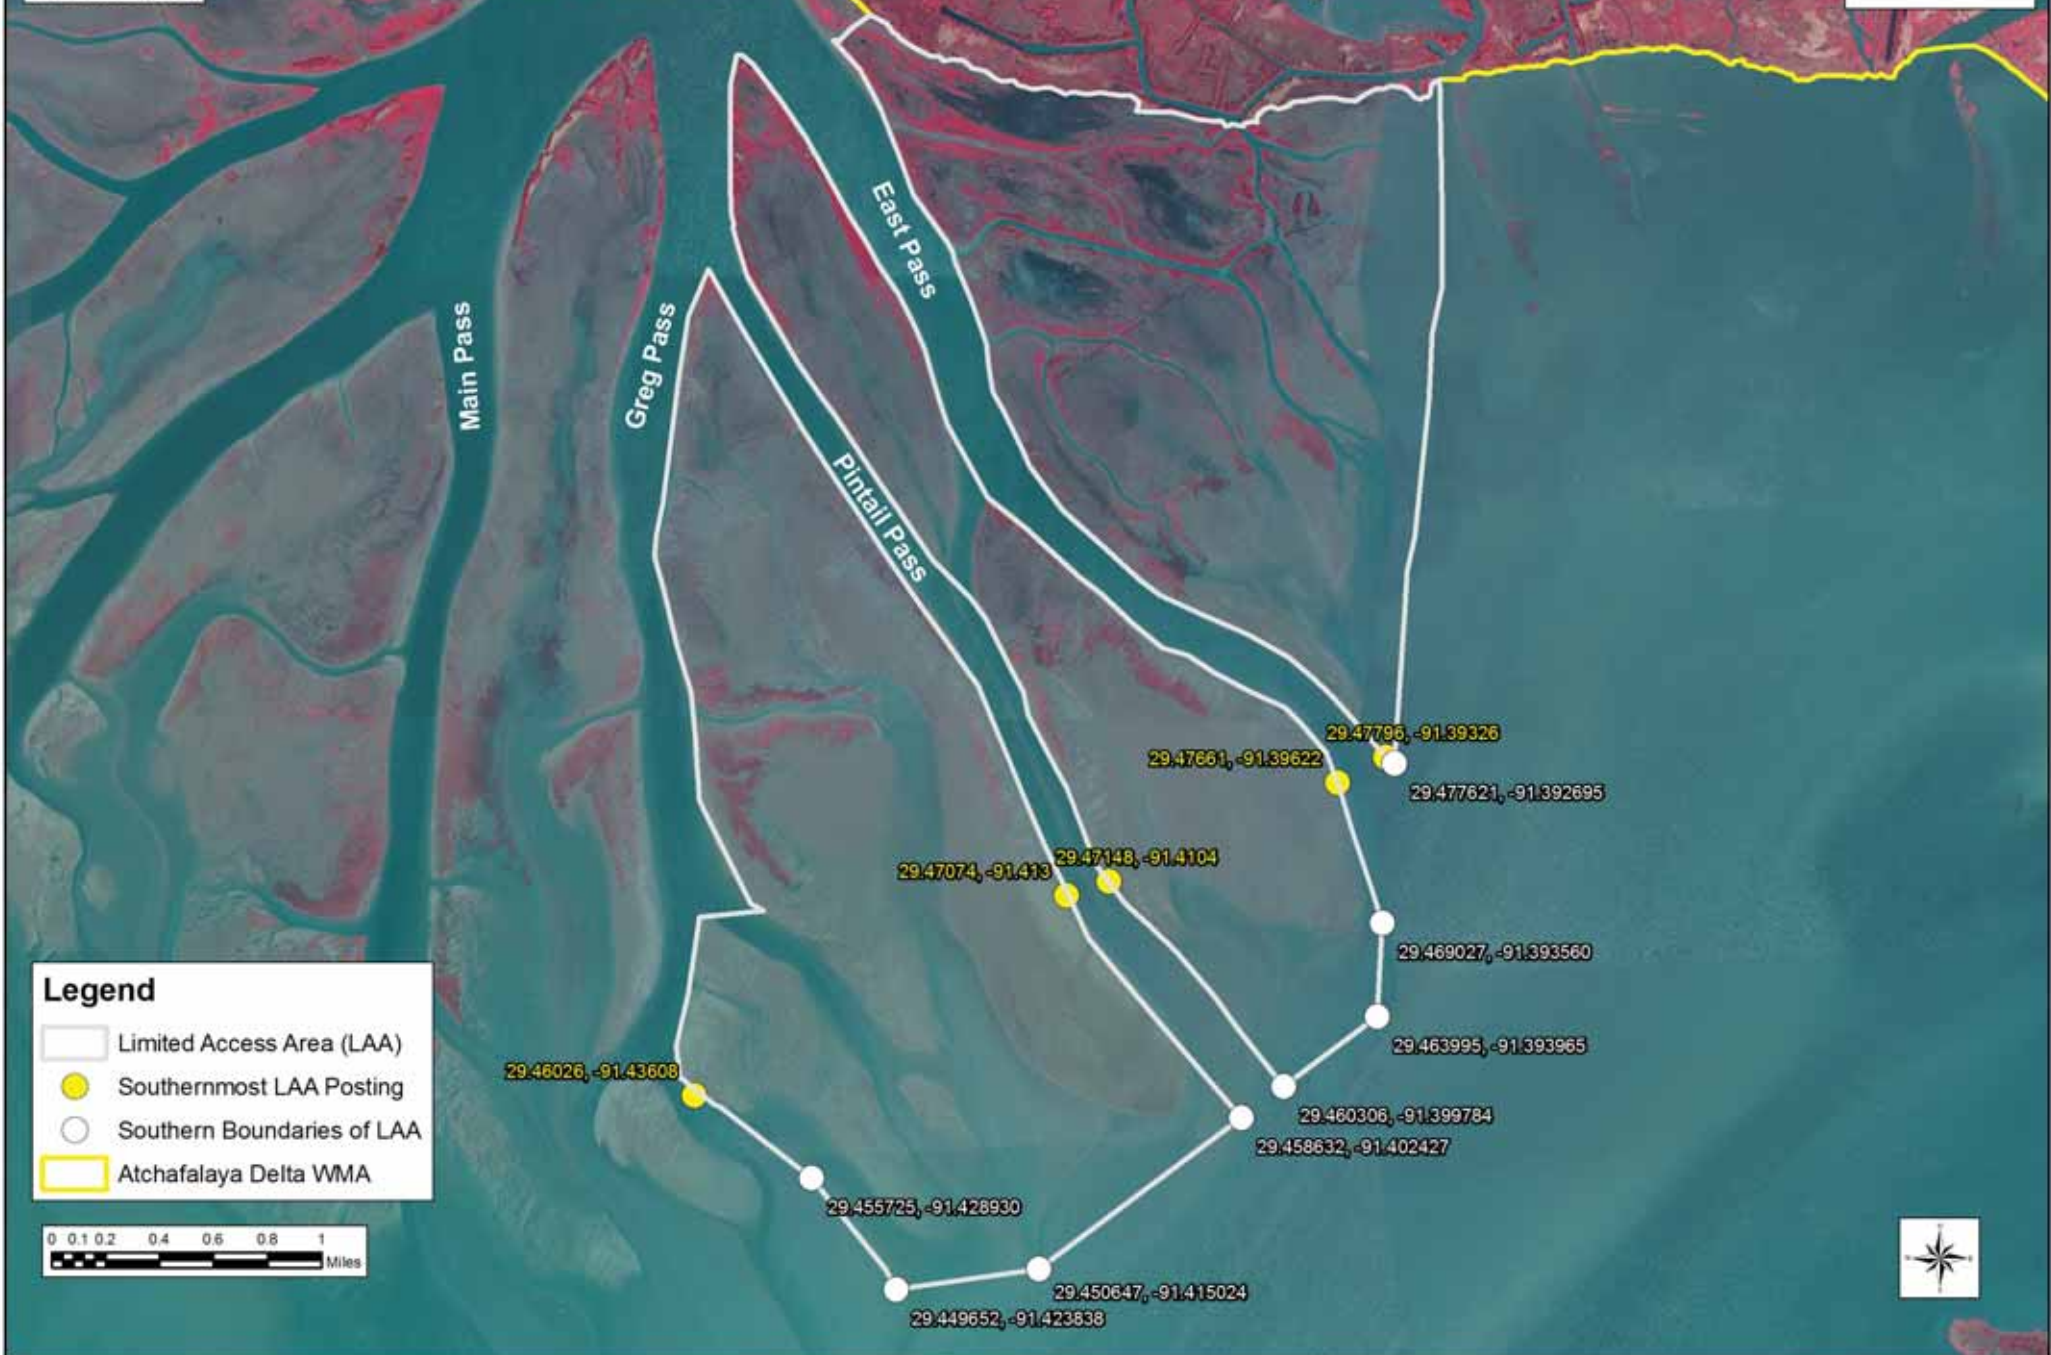 East Pass
Main Pass
Greg Pass
Pintail Pass
29.47796, -91.39326
29.47661, -91.39622
29.477621, -91.392695
29.47148, -91.4104
29.47074, -91.413
29.469027, -91.393560
29.463995, -91.393965
29.46026, -91.43608
29.460306, -91.399784
29.458632, -91.402427
29.455725, -91.428930
29.450647, -91.415024
29.449652, -91.423838
Legend
Limited Access Area (LAA)
Southernmost LAA Posting
Southern Boundaries of LAA
Atchafalaya Delta WMA
0 0.1 0.2 0.4 0.6 0.8 1
Miles